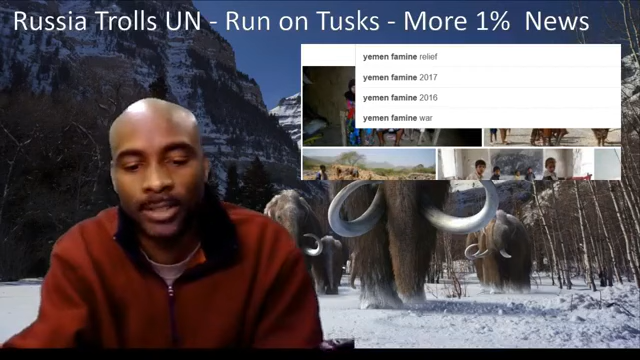 Russia Trolls UN - Run on Tusks - More 1% News
yemen famine relief
yemen famine 2017
yemen famine 2016
yemen famine war